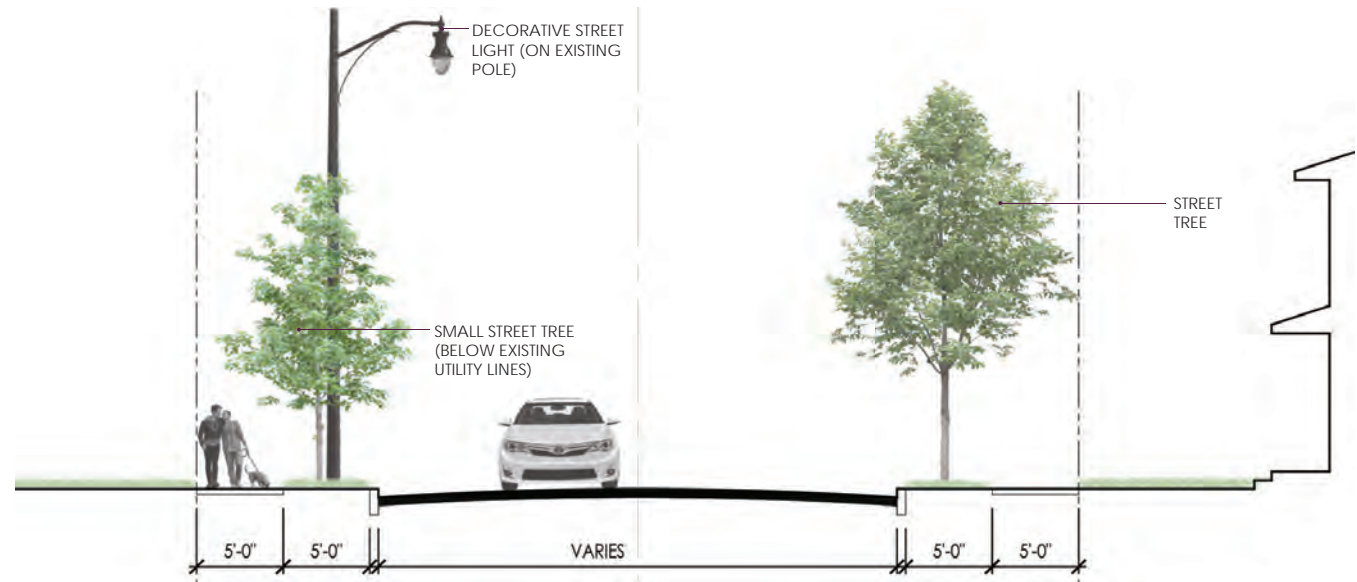 DECORATIVE STREET
LIGHT (ON EXISTING
POLE)
STREET
TREE
SMALL STREET TREE
(BELOW EXISTING
UTILITY LINES)
5'-0"
5'-0"
VARIES
5'-0"
5'-0"